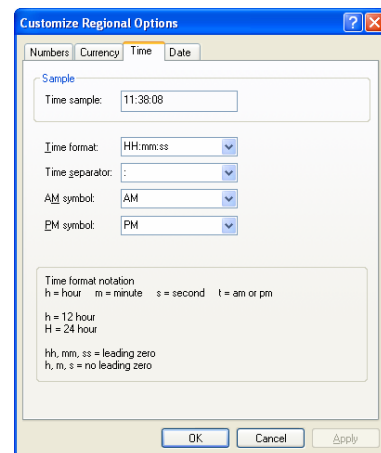 Customize Regional Options
Numbers Currency Time Date
Sample
Time sample: 11:38:08
Time format: HH:mm:ss
Time separator: :
AM symbol: AM
PM symbol: PM
Time format notation
h = hour m = minute s = second t = am or pm
h = 12 hour
H = 24 hour
hh, mm, ss = leading zero
h, m, s = no leading zero
OK Cancel Apply